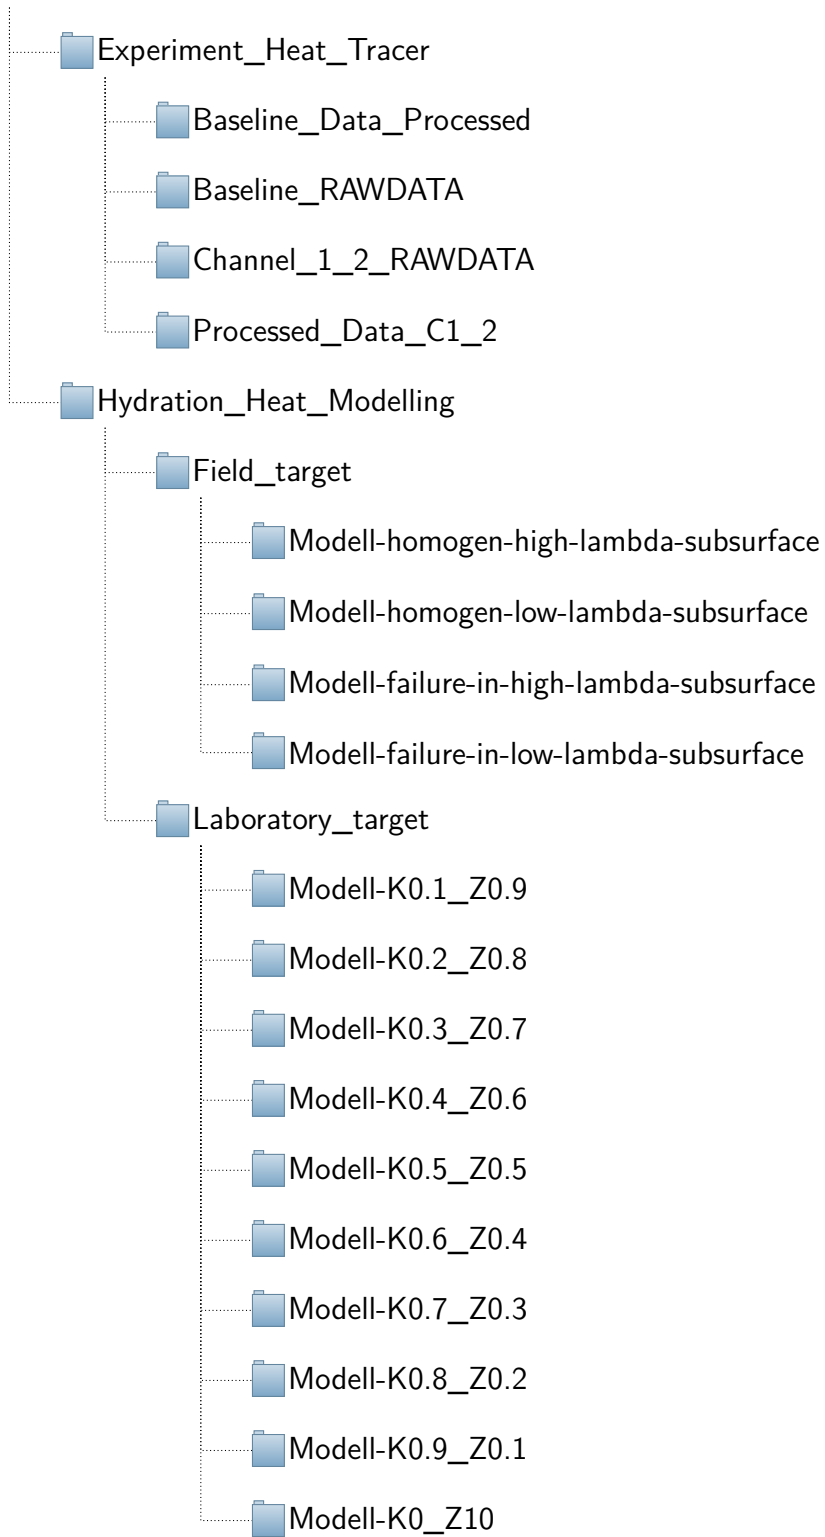 Experiment_Heat_Tracer
Baseline_Data_Processed
Baseline_RAWDATA
Channel_1_2_RAWDATA
Processed_Data_C1_2
Hydration_Heat_Modelling
Field_target
Modell-homogen-high-lambda-subsurface
Modell-homogen-low-lambda-subsurface
Modell-failure-in-high-lambda-subsurface
Modell-failure-in-low-lambda-subsurface
Laboratory_target
Modell-K0.1_Z0.9
Modell-K0.2_Z0.8
Modell-K0.3_Z0.7
Modell-K0.4_Z0.6
Modell-K0.5_Z0.5
Modell-K0.6_Z0.4
Modell-K0.7_Z0.3
Modell-K0.8_Z0.2
Modell-K0.9_Z0.1
Modell-K0_Z10